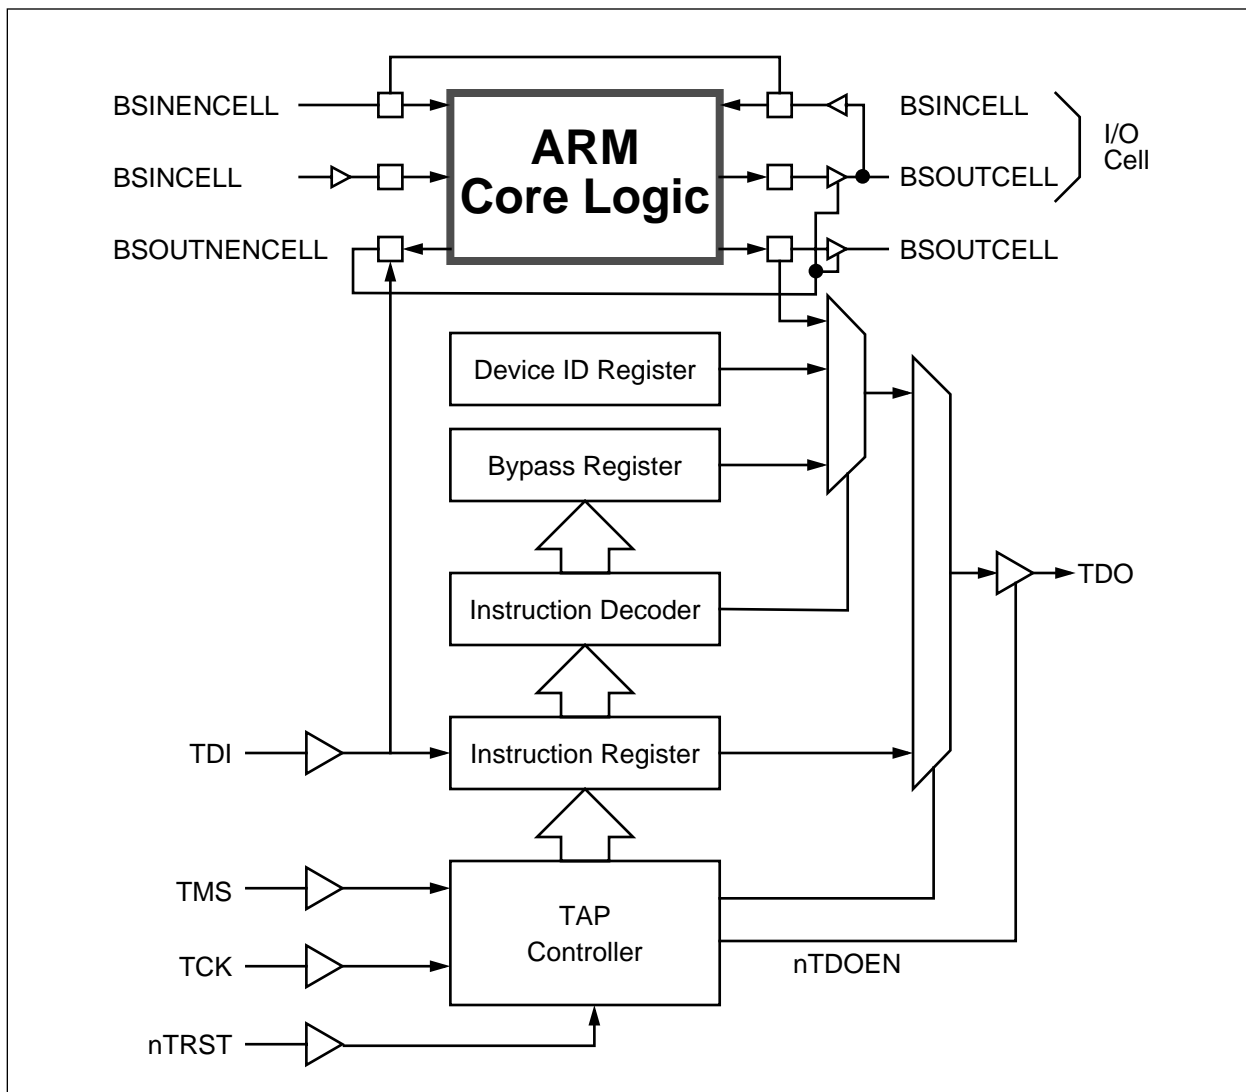 BSINENCELL
BSINCELL
BSOUTNENCELL
ARM
Core Logic
BSINCELL
BSOUTCELL
BSOUTCELL
I/O
Cell
Device ID Register
Bypass Register
Instruction Decoder
TDO
TDI
Instruction Register
TMS
TCK
nTRST
TAP
Controller
nTDOEN